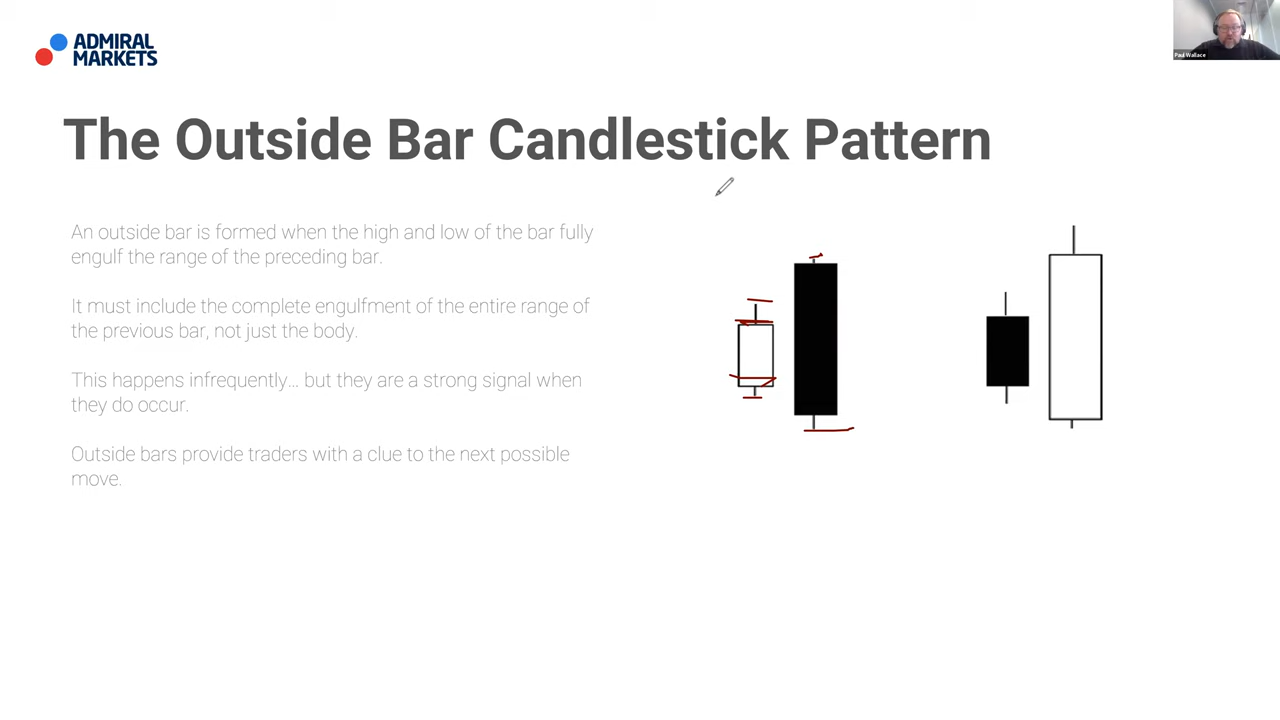 ADMIRAL
MARKETS
Paul Wallace
The Outside Bar Candlestick Pattern
An outside bar is formed when the high and low of the bar fully
engulf the range of the preceding bar.
It must include the complete engulfment of the entire range of
the previous bar, not just the body.
This happens infrequently... but they are a strong signal when
they do occur.
Outside bars provide traders with a clue to the next possible
move.